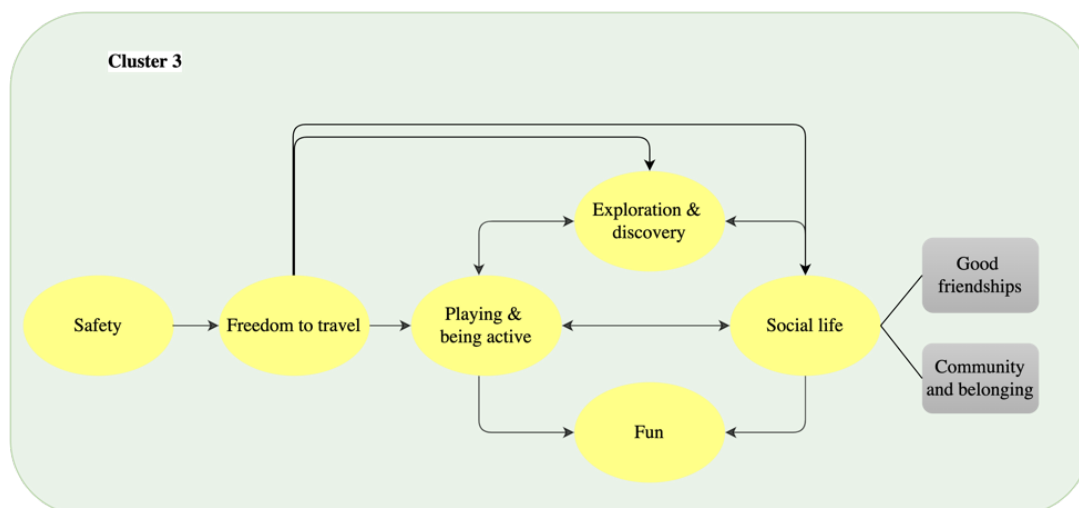 Cluster 3
Exploration &
discovery
Good
friendships
Safety
Freedom to travel
Playing &
being active
Social life
Community
and belonging
Fun